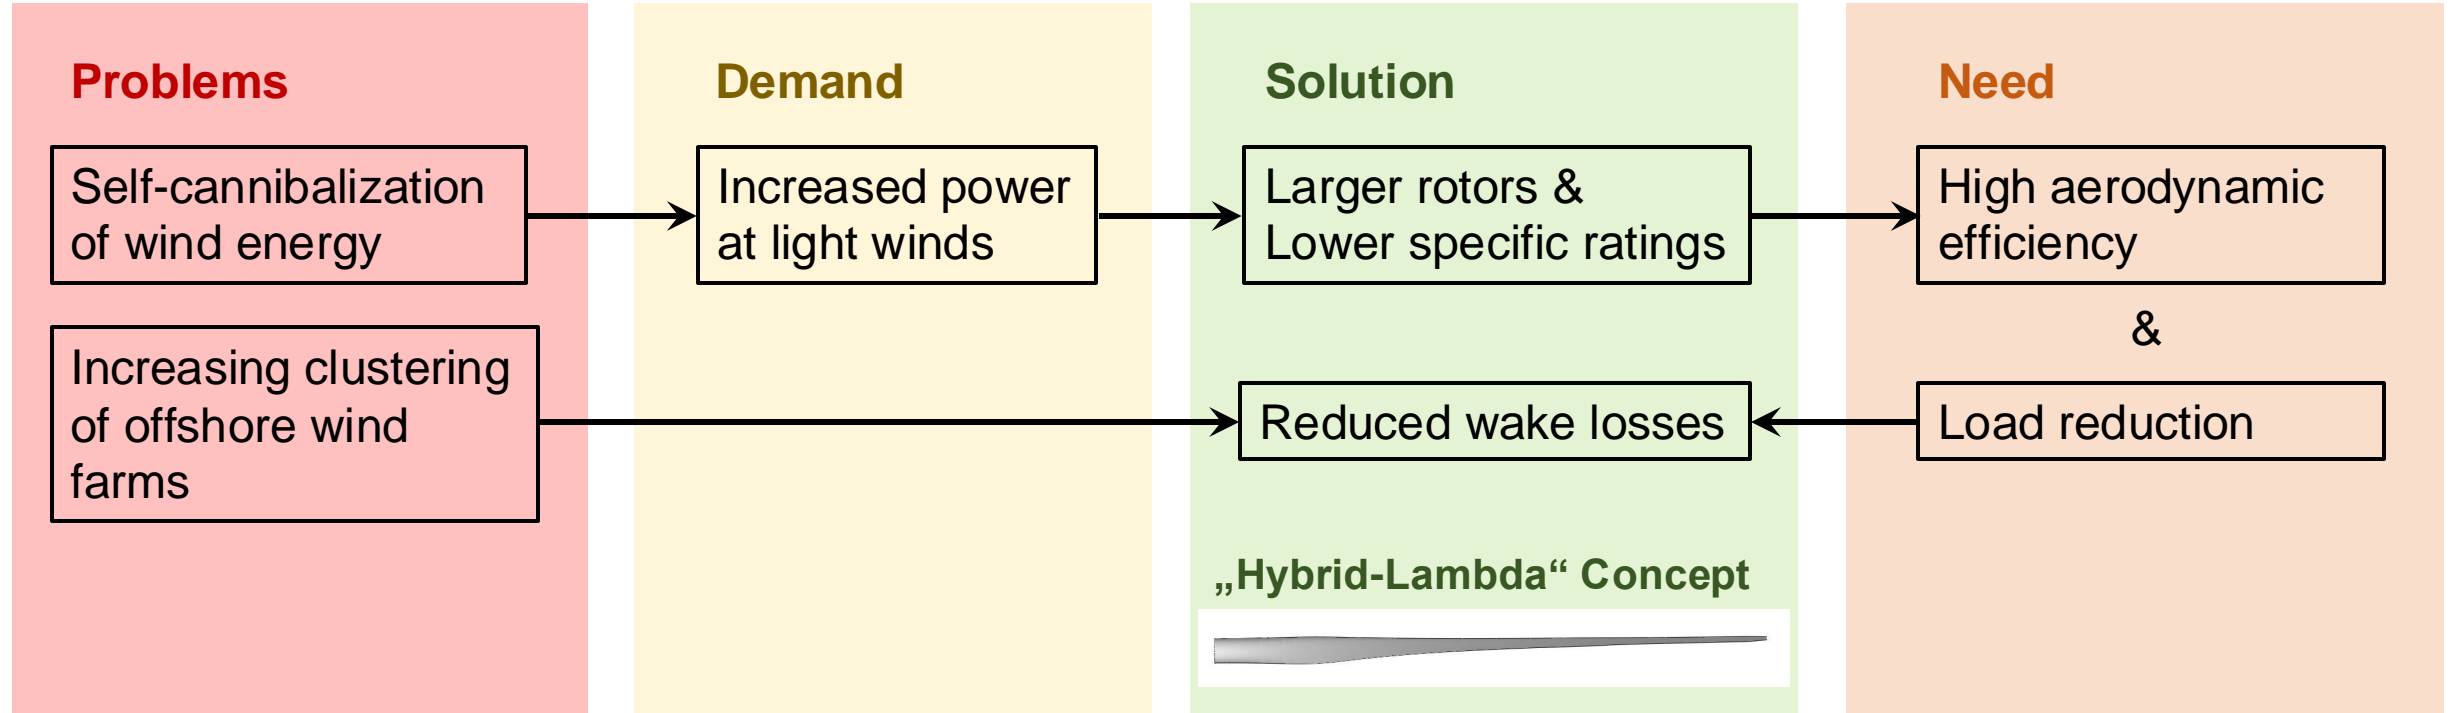 Problems
Self-cannibalization
of wind energy
Increasing clustering
of offshore wind
farms
Demand
Increased power
at light winds
Solution
Larger rotors &
Lower specific ratings
Reduced wake losses
„Hybrid-Lambda“ Concept
Need
High aerodynamic
efficiency
&
Load reduction